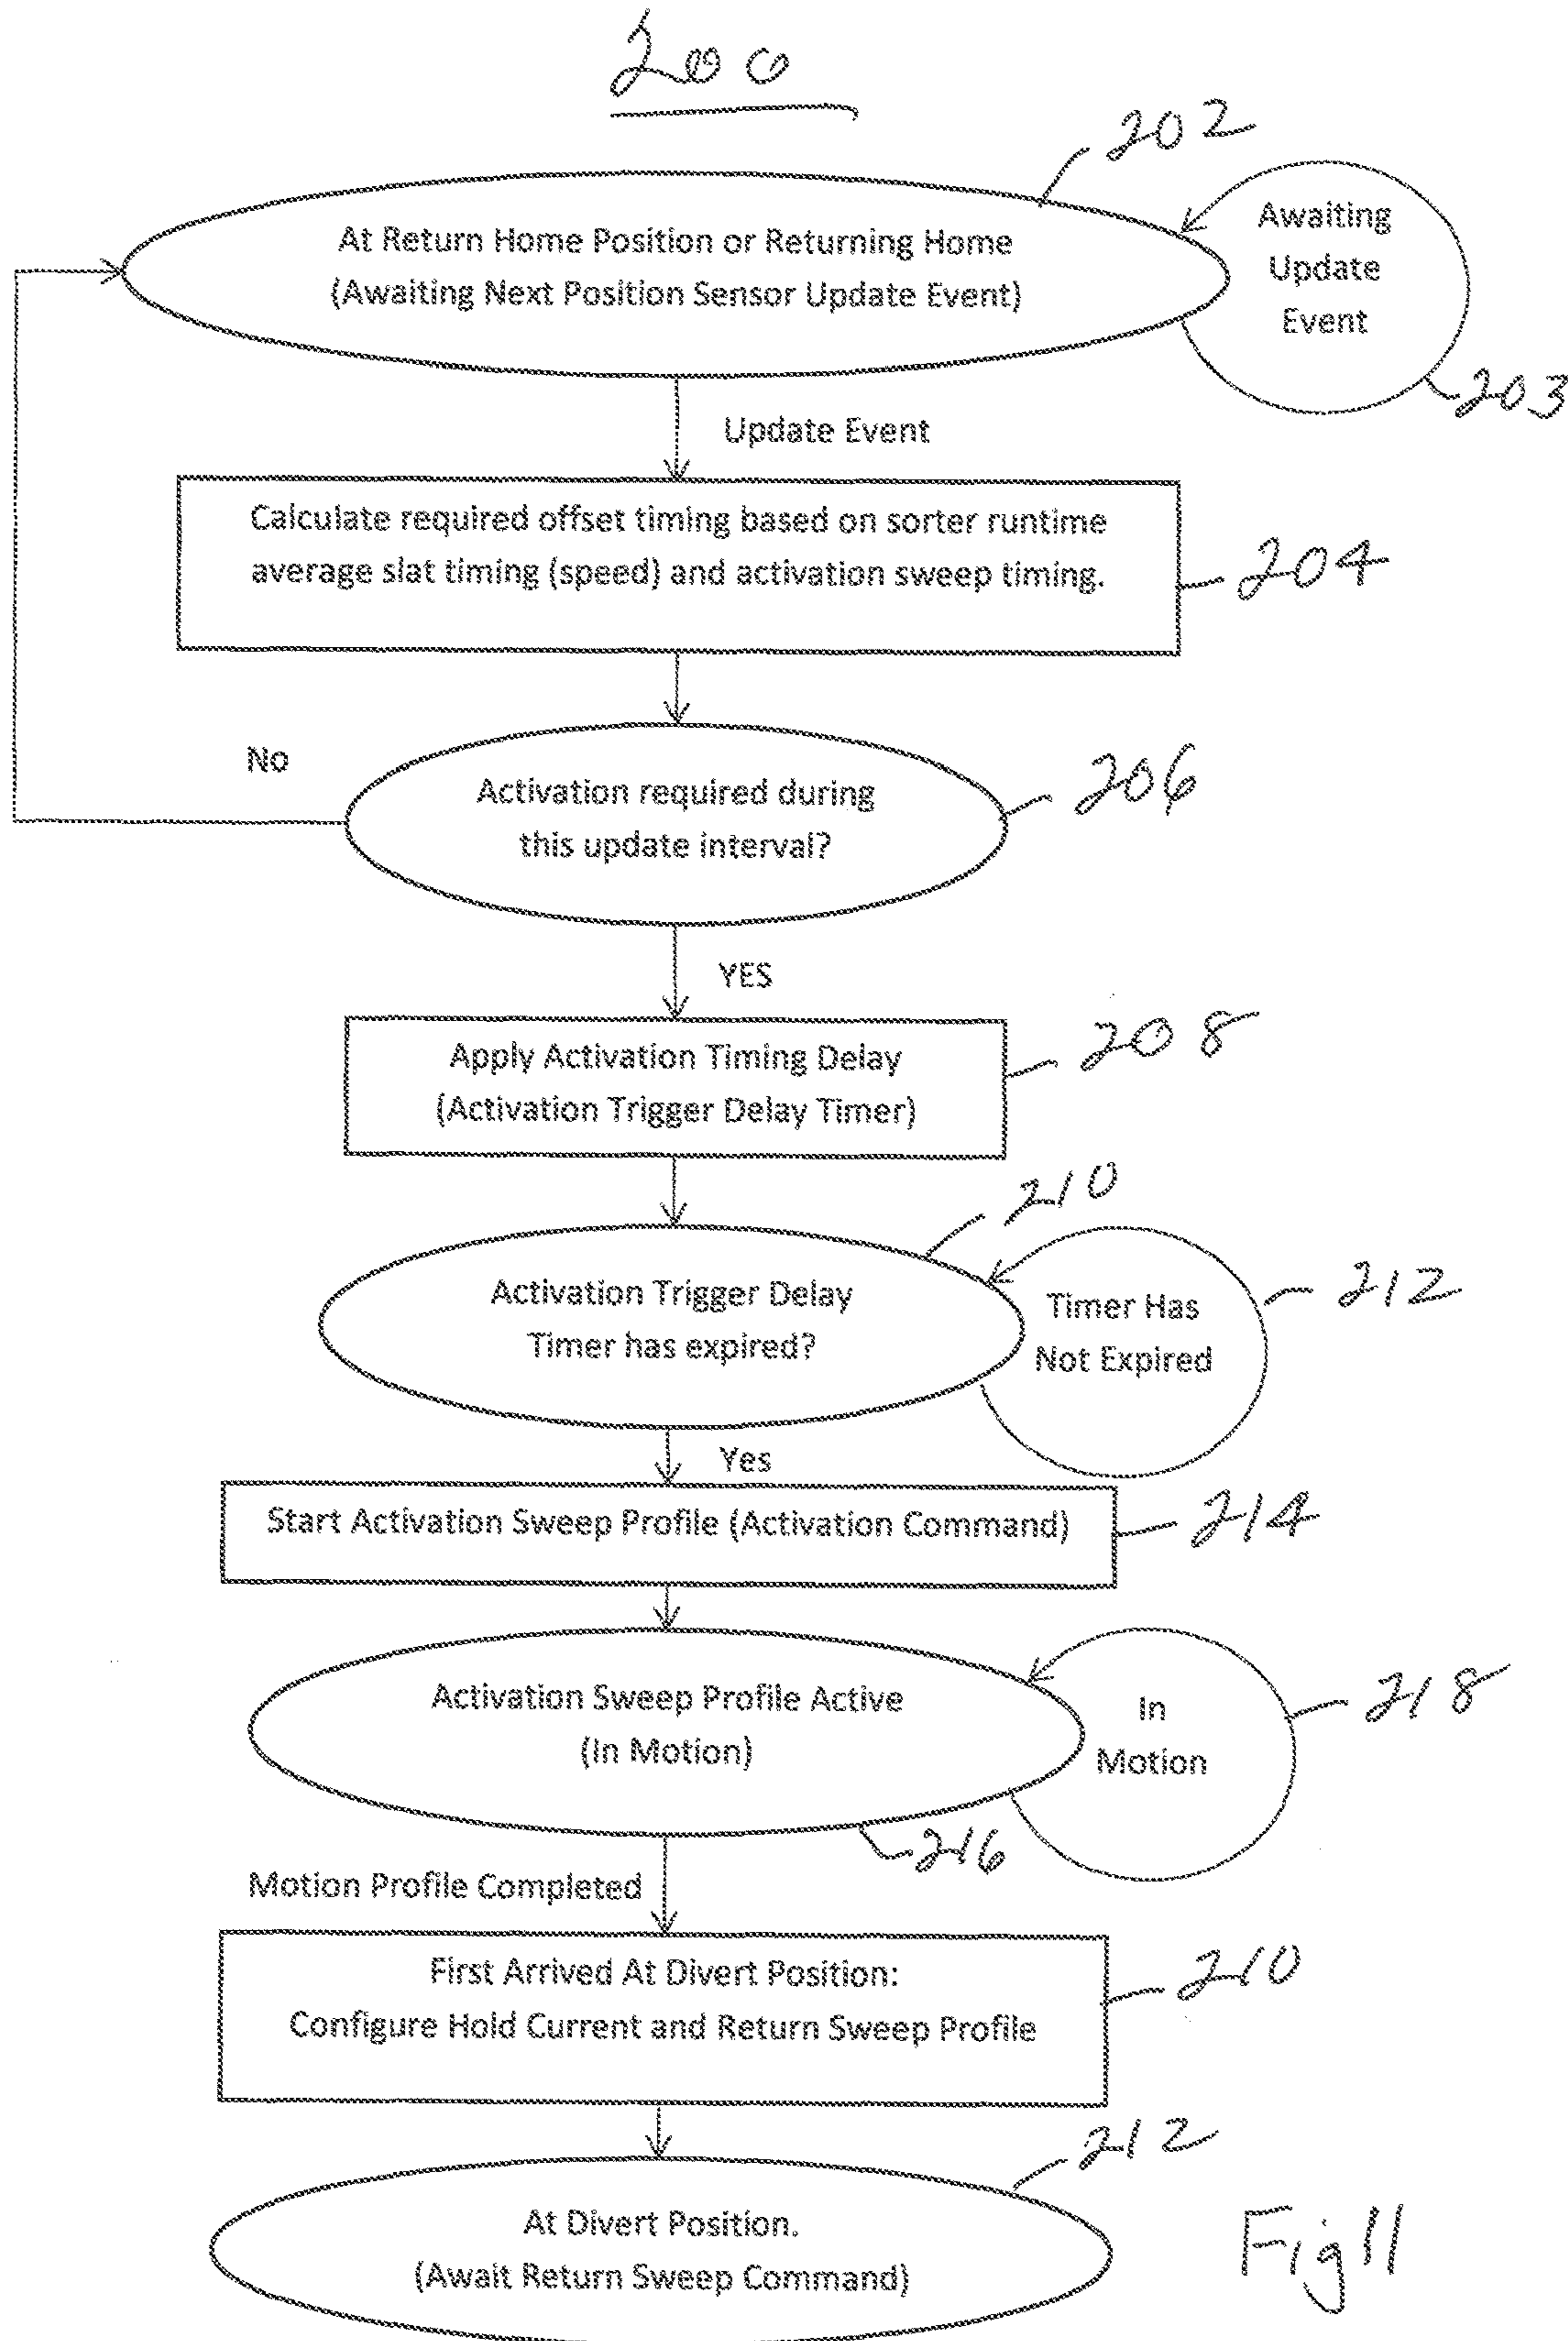 200
202
At Return Home Position or Returning Home
(Awaiting Next Position Sensor Update Event)
Awaiting
Update
Event
203
Update Event
Calculate required offset timing based on sorter runtime
average slat timing (speed) and activation sweep timing.
204
No
Activation required during
this update interval?
206
YES
Apply Activation Timing Delay
(Activation Trigger Delay Timer)
208
210
Activation Trigger Delay
Timer has expired?
Timer Has
Not Expired
212
Yes
Start Activation Sweep Profile (Activation Command)
214
Activation Sweep Profile Active
(In Motion)
In
Motion
218
216
Motion Profile Completed
First Arrived At Divert Position:
Configure Hold Current and Return Sweep Profile
210
212
At Divert Position.
(Await Return Sweep Command)
Fig 11